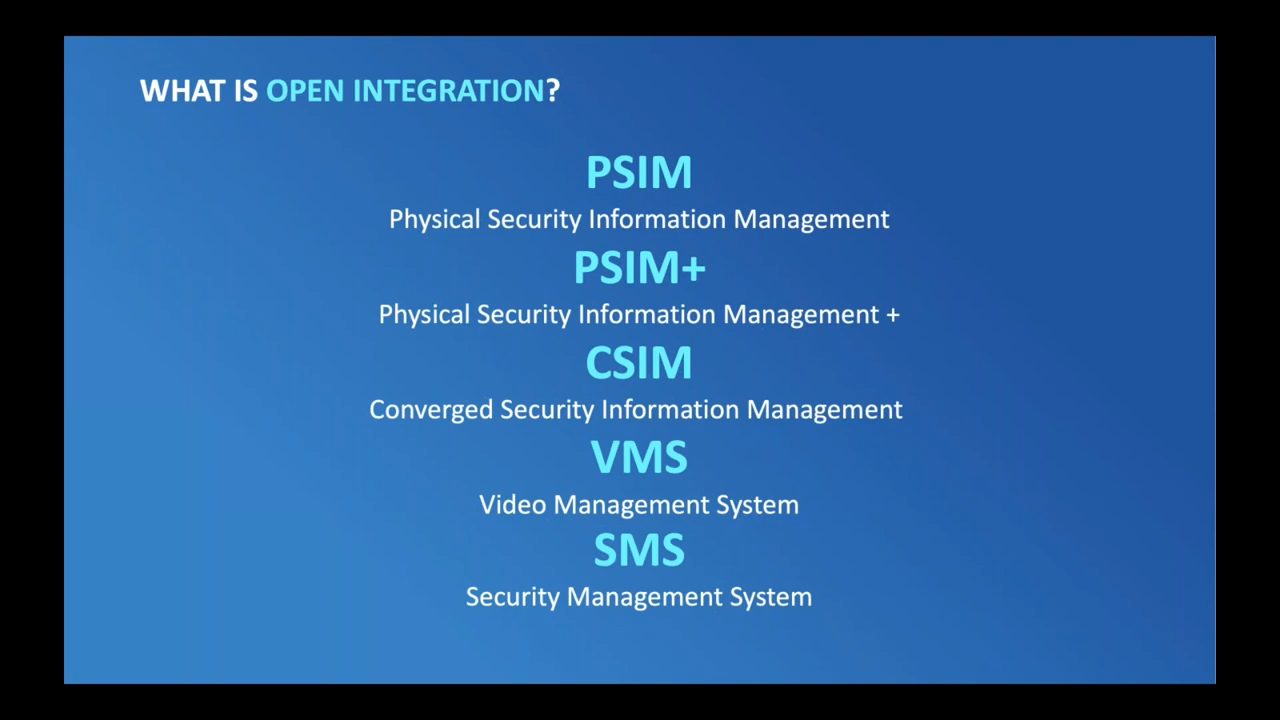 WHAT IS OPEN INTEGRATION?
PSIM
Physical Security Information Management
PSIM+
Physical Security Information Management +
CSIM
Converged Security Information Management
VMS
Video Management System
SMS
Security Management System